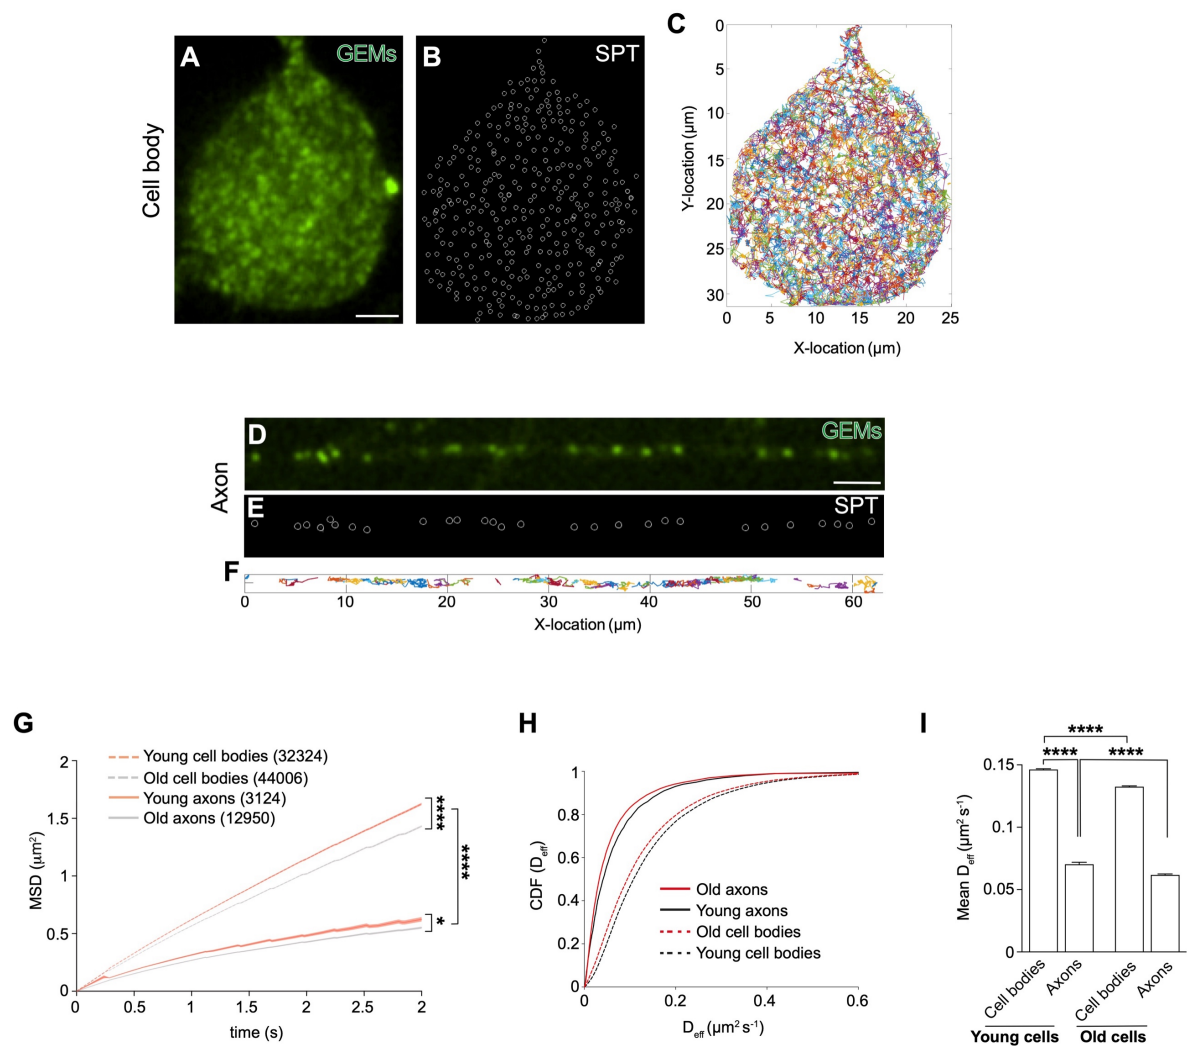 A
GEMs
B
SPT
Cell body
C
0
5
10
15
20
25
30
Y-location (µm)
0 5 10 15 20 25
X-location (µm)
Axon
D
GEMs
E
SPT
F
0 10 20 30 40 50 60
X-location (µm)
G
Young cell bodies (32324)
Old cell bodies (44006)
Young axons (3124)
Old axons (12950)
2
1.5
1
0.5
0
MSD (µm²)
0 0.5 1 1.5 2 2.5 2
time (s)
****
****
*
H
1
0.8
0.6
0.4
0.2
0
CDF (Deff)
Old axons
Young axons
Old cell bodies
Young cell bodies
0 0.2 0.4 0.6
Deff (µm² s⁻¹)
I
****
**** ****
0.15
0.1
0.05
0
Mean Deff (µm² s⁻¹)
Cell bodies Axons Cell bodies Axons
Young cells Old cells